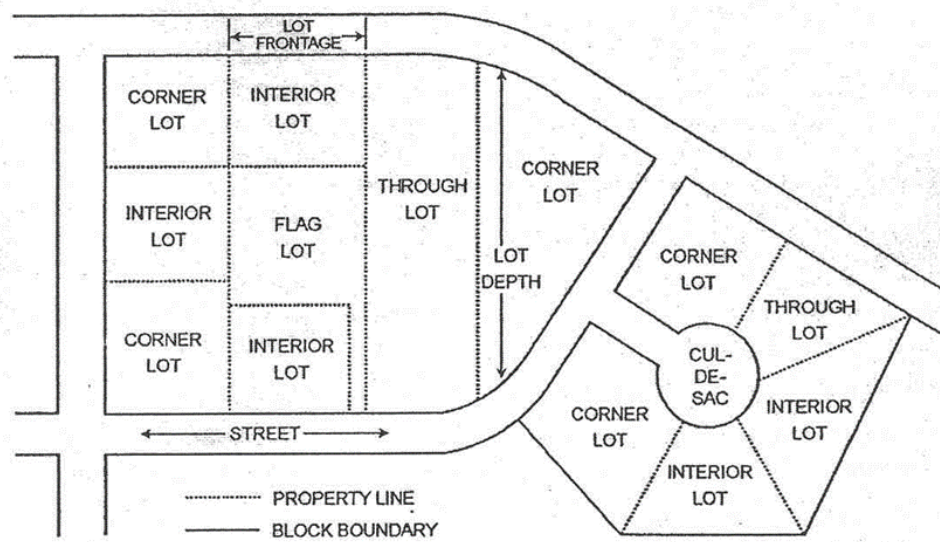 LOT
FRONTAGE
CORNER
LOT
INTERIOR
LOT
CORNER
LOT
THROUGH
LOT
INTERIOR
LOT
FLAG
LOT
LOT
DEPTH
CORNER
LOT
THROUGH
LOT
CORNER
LOT
INTERIOR
LOT
CUL-
DE-
SAC
CORNER
LOT
INTERIOR
LOT
INTERIOR
LOT
STREET
PROPERTY LINE
BLOCK BOUNDARY